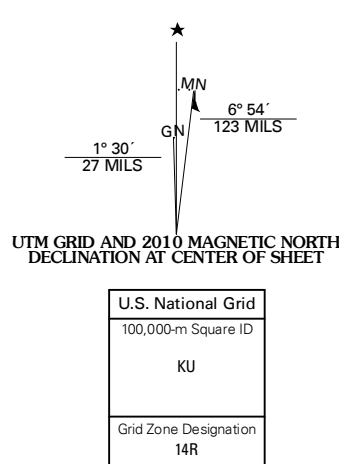 MN
6° 54´
123 MILS
GN
1° 30´
27 MILS
UTM GRID AND 2010 MAGNETIC NORTH
DECLINATION AT CENTER OF SHEET
U.S. National Grid
100,000-m Square ID
KU
Grid Zone Designation
14R